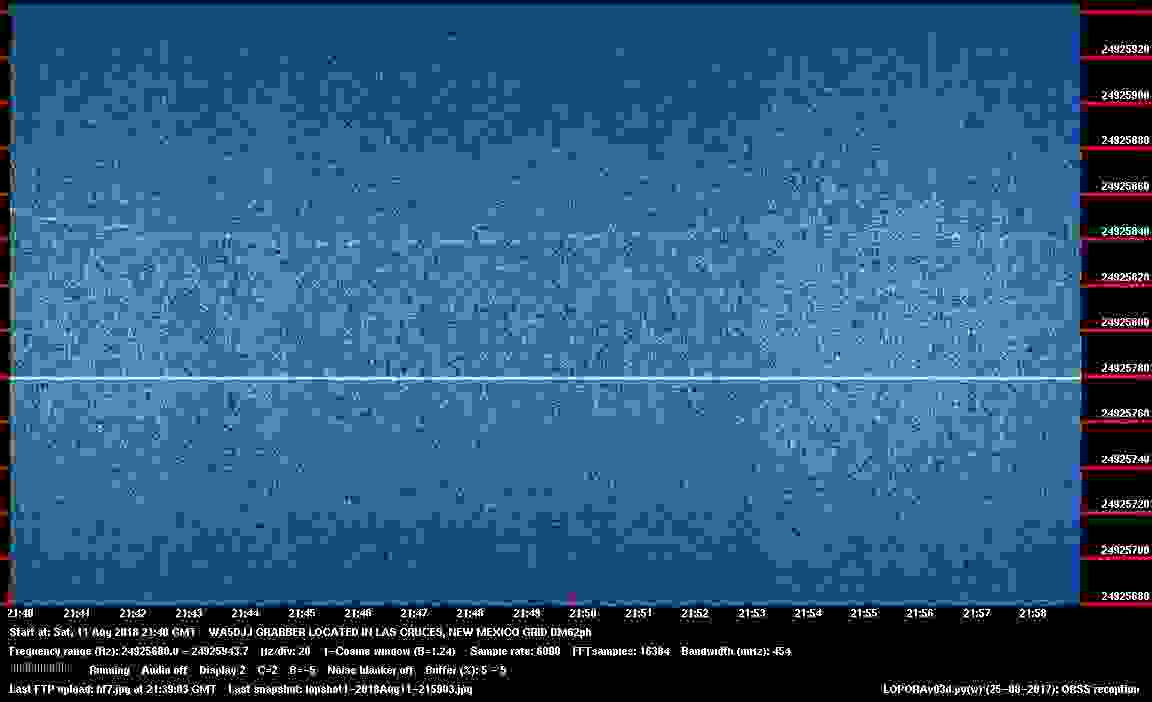 24925920
24925900
24925880
24925860
24925840
24925820
24925800
24925780
24925760
24925740
24925720
24925700
24925680
21:40 21:41 21:42 21:43 21:44 21:45 21:46 21:47 21:48 21:49 21:50 21:51 21:52 21:53 21:54 21:55 21:56 21:57 21:58
Start at: Sat, 11 Aug 2018 21:40 GMT WA5DJJ GRABBER LOCATED IN LAS CRUCES, NEW MEXICO GRID DM62ph
Frequency range (Hz): 24925680.0 - 24925943.7 Hz/div: 20 1-Cosine window (B=1.24) Sample rate: 6000 FFTsamples: 16384 Bandwidth (mHz): 454
Running Audio off Display 2 C=2 B=-5 Noise blanker off Buffer (%): 5 - 5
Last FTP upload: hf7.jpg at 21:39:03 GMT Last snapshot: lopshot1-2018Aug11-215903.jpg LOPORAv03d.py(w) (25-08-2017): QRSS reception